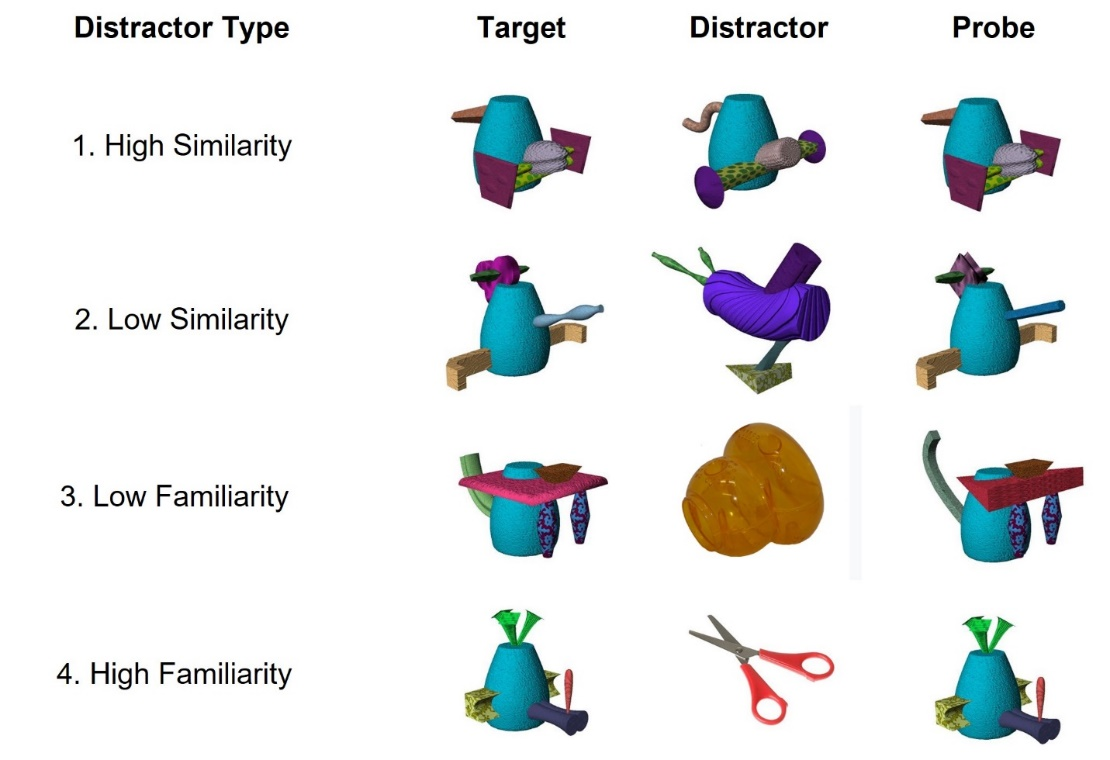 Distractor Type Target Distractor Probe
1. High Similarity
2. Low Similarity
3. Low Familiarity
4. High Familiarity